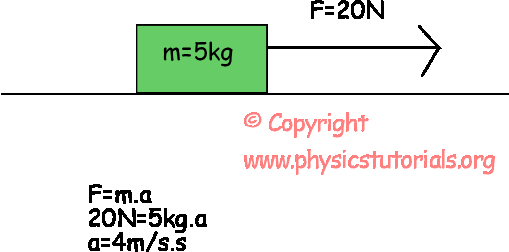 F=20N
m=5kg
© Copyright
www.physicstutorials.org
F=m.a
20N=5kg.a
a=4m/s.s